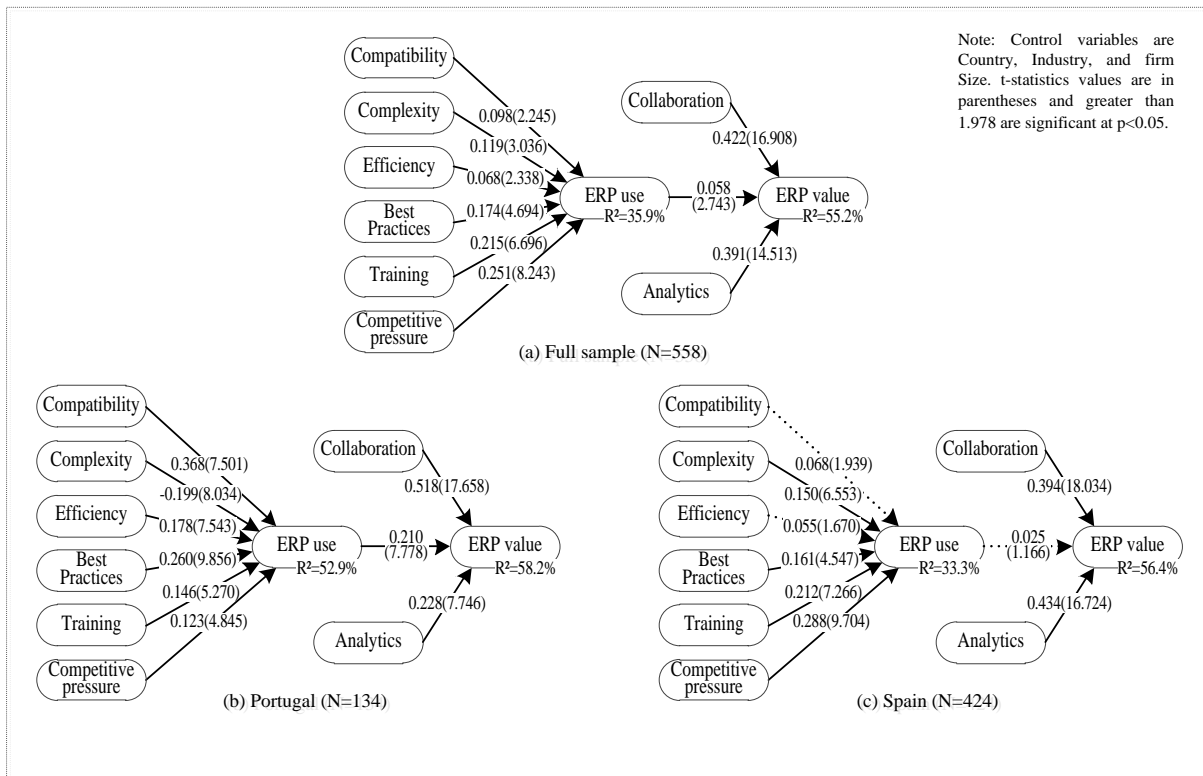 Note: Control variables are
Country, Industry, and firm
Size. t-statistics values are in
parentheses and greater than
1.978 are significant at p<0.05.
Compatibility
Complexity
Efficiency
Best
Practices
Training
Competitive
pressure
0.098(2.245)
0.119(3.036)
0.068(2.338)
0.174(4.694)
0.215(6.696)
0.251(8.243)
ERP use
R²=35.9%
0.058
(2.743)
Collaboration
0.422(16.908)
ERP value
R²=55.2%
0.391(14.513)
Analytics
(a) Full sample (N=558)
Compatibility
Complexity
Efficiency
Best
Practices
Training
Competitive
pressure
0.368(7.501)
-0.199(8.034)
0.178(7.543)
0.260(9.856)
0.146(5.270)
0.123(4.845)
ERP use
R²=52.9%
0.210
(7.778)
Collaboration
0.518(17.658)
ERP value
R²=58.2%
0.228(7.746)
Analytics
(b) Portugal (N=134)
Compatibility
Complexity
Efficiency
Best
Practices
Training
Competitive
pressure
0.068(1.939)
0.150(6.553)
0.055(1.670)
0.161(4.547)
0.212(7.266)
0.288(9.704)
ERP use
R²=33.3%
0.025
(1.166)
Collaboration
0.394(18.034)
ERP value
R²=56.4%
0.434(16.724)
Analytics
(c) Spain (N=424)